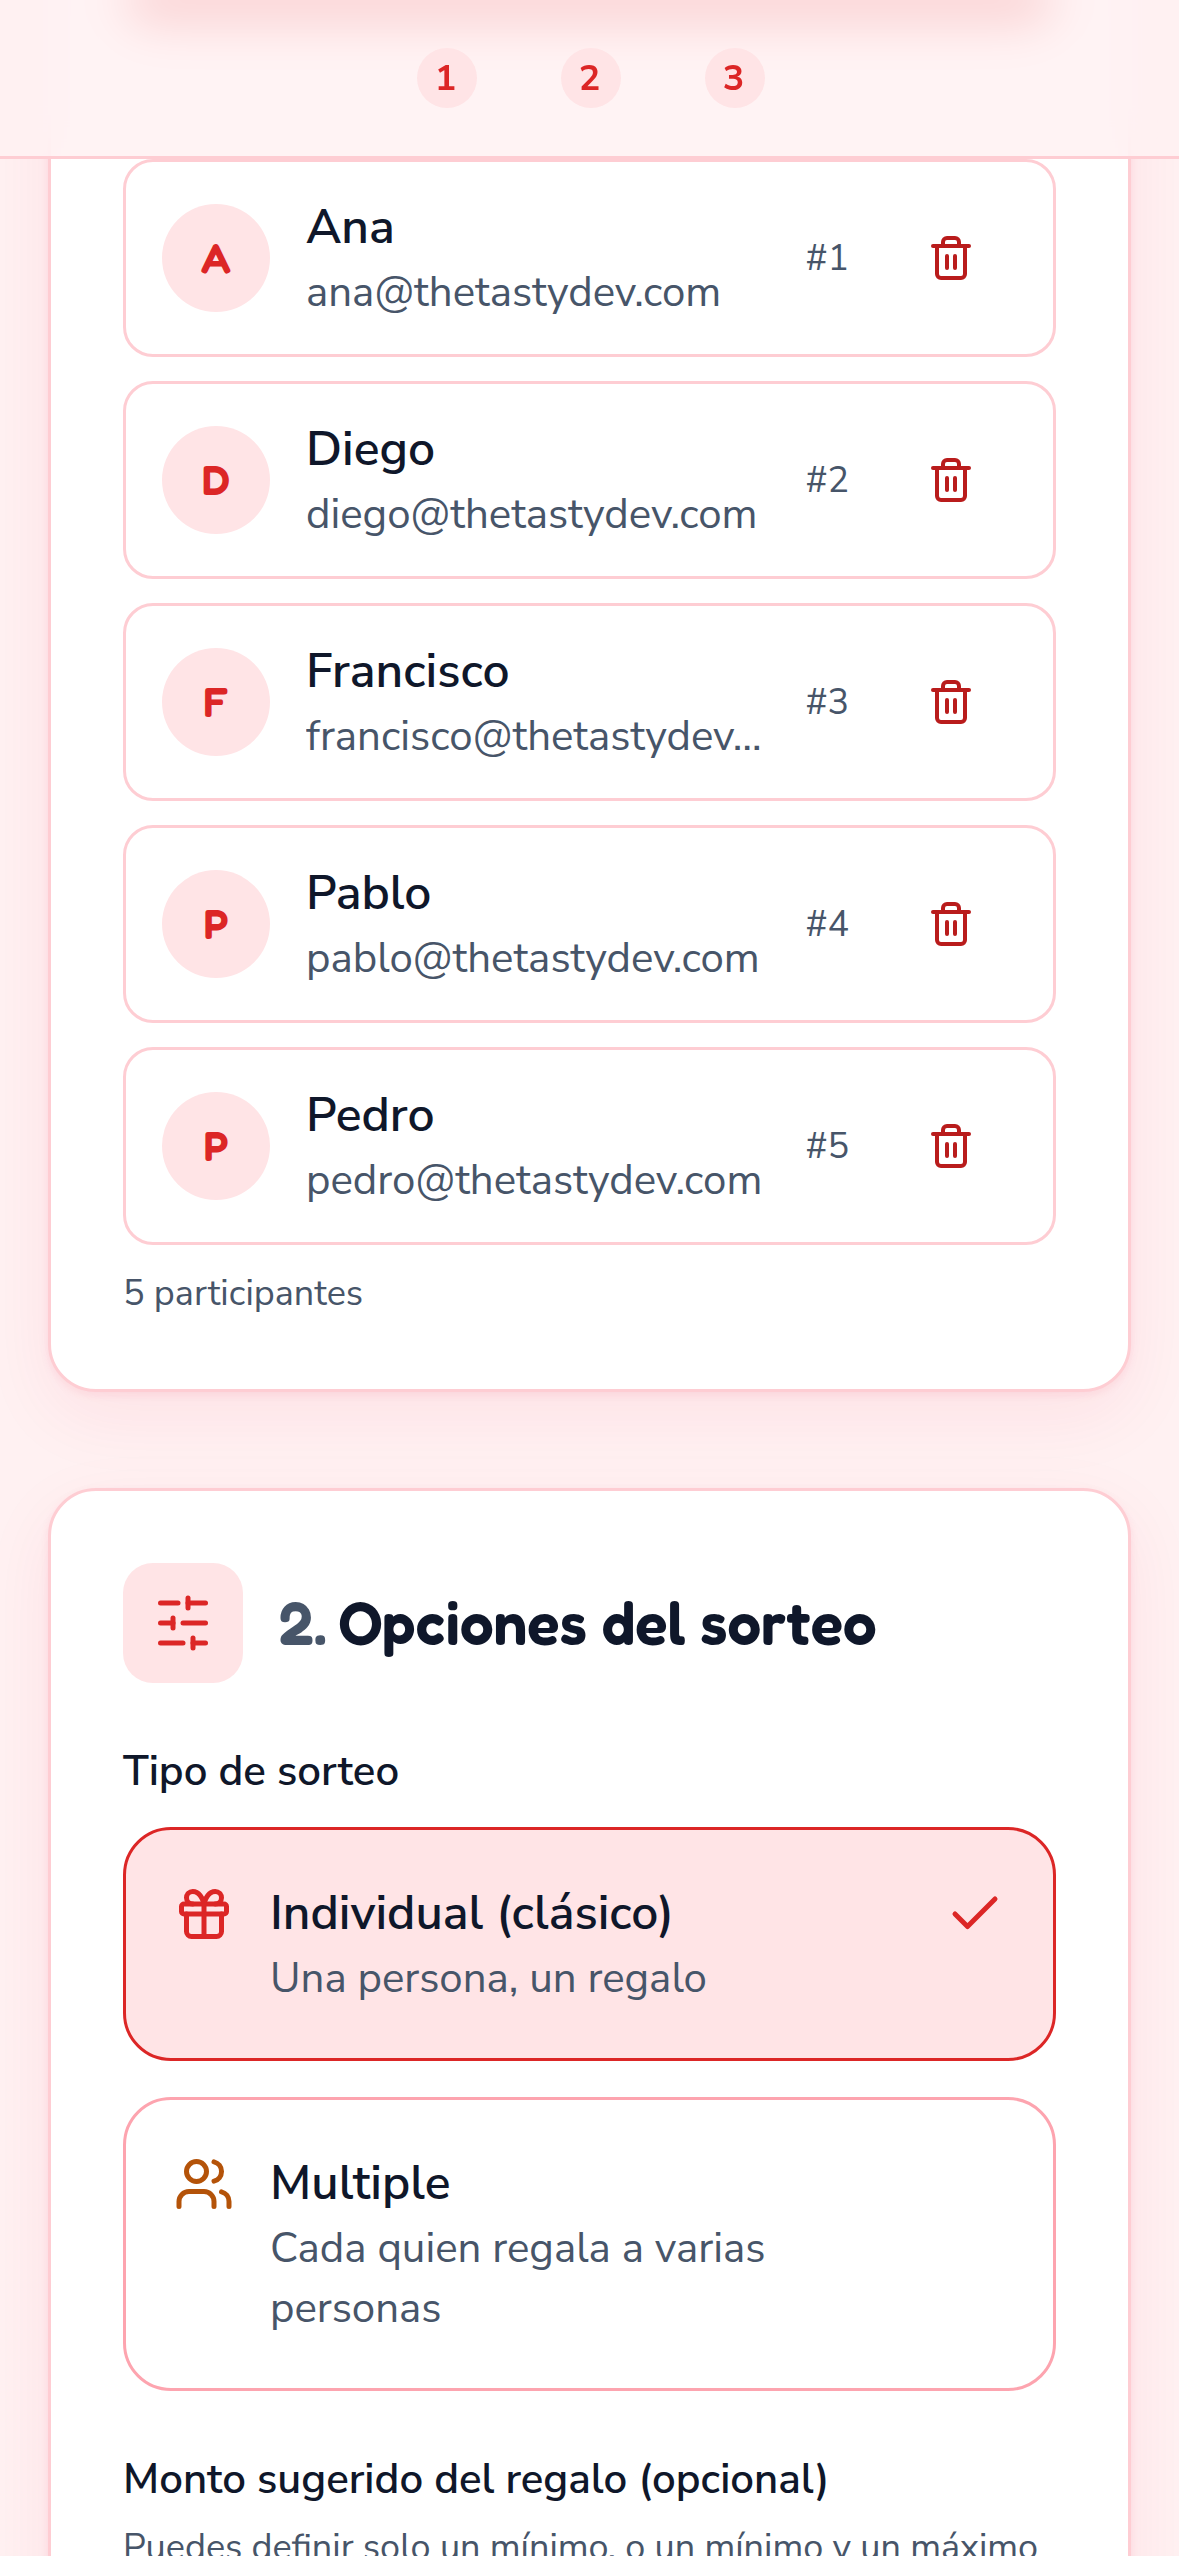 1 2 3
A
Ana
ana@thetastydev.com
#1
D
Diego
diego@thetastydev.com
#2
F
Francisco
francisco@thetastydev...
#3
P
Pablo
pablo@thetastydev.com
#4
P
Pedro
pedro@thetastydev.com
#5
5 participantes
2. Opciones del sorteo
Tipo de sorteo
Individual (clásico)
Una persona, un regalo
Multiple
Cada quien regala a varias
personas
Monto sugerido del regalo (opcional)
Puedes definir solo un mínimo, o un mínimo y un máximo